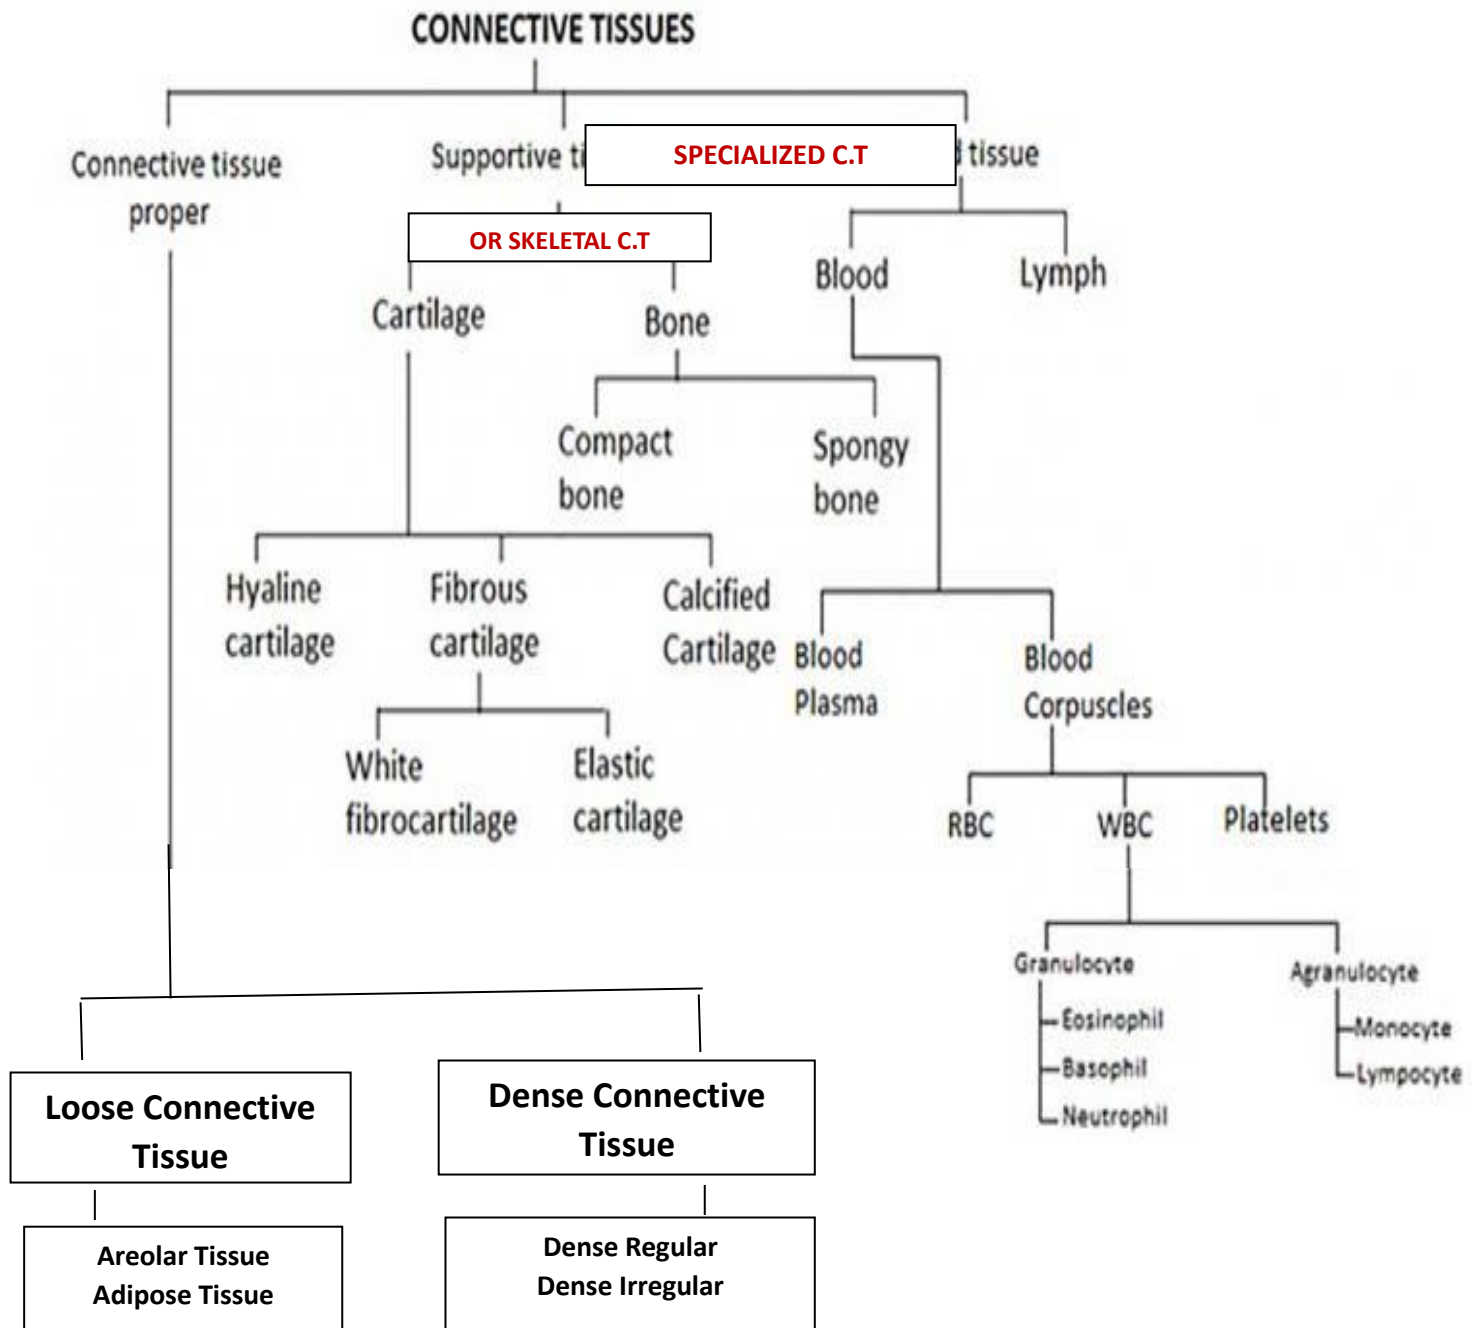 CONNECTIVE TISSUES
Connective tissue
proper
Supportive
SPECIALIZED C.T
tissue
OR SKELETAL C.T
Blood
Lymph
Cartilage
Bone
Compact
bone
Spongy
bone
Hyaline
cartilage
Fibrous
cartilage
Calcified
Cartilage
Blood
Plasma
Blood
Corpuscles
White
fibrocartilage
Elastic
cartilage
RBC
WBC
Platelets
Granulocyte
Eosinophil
Basophil
Neutrophil
Agranulocyte
Monocyte
Lympocyte
Loose Connective
Tissue
Dense Connective
Tissue
Areolar Tissue
Adipose Tissue
Dense Regular
Dense Irregular